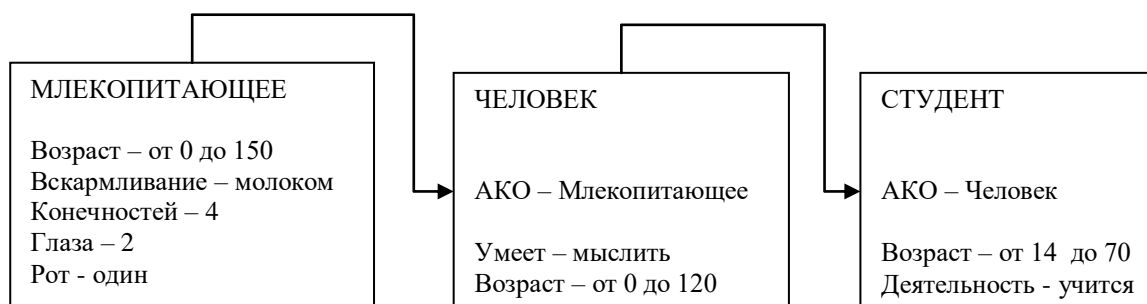 МЛЕКОПИТАЮЩЕЕ
Возраст – от 0 до 150
Вскармливание – молоком
Конечностей – 4
Глаза – 2
Рот - один
ЧЕЛОВЕК
АКО – Млекопитающее
Умеет – мыслить
Возраст – от 0 до 120
СТУДЕНТ
АКО – Человек
Возраст – от 14 до 70
Деятельность - учится